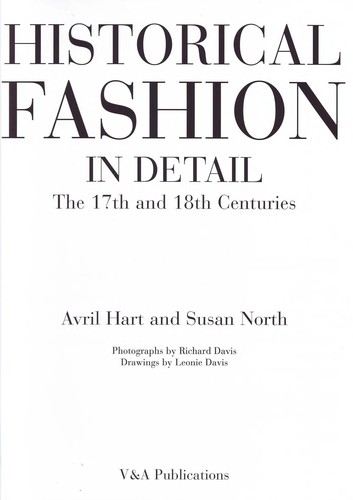 HISTORICAL
FASHION
IN DETAIL
The 17th and 18th Centuries
Avril Hart and Susan North
Photographs by Richard Davis
Drawings by Leonie Davis
V&A Publications